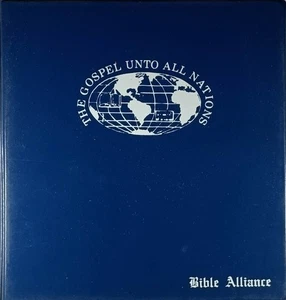 THE GOSPEL UNTO ALL NATIONS
Bible Alliance